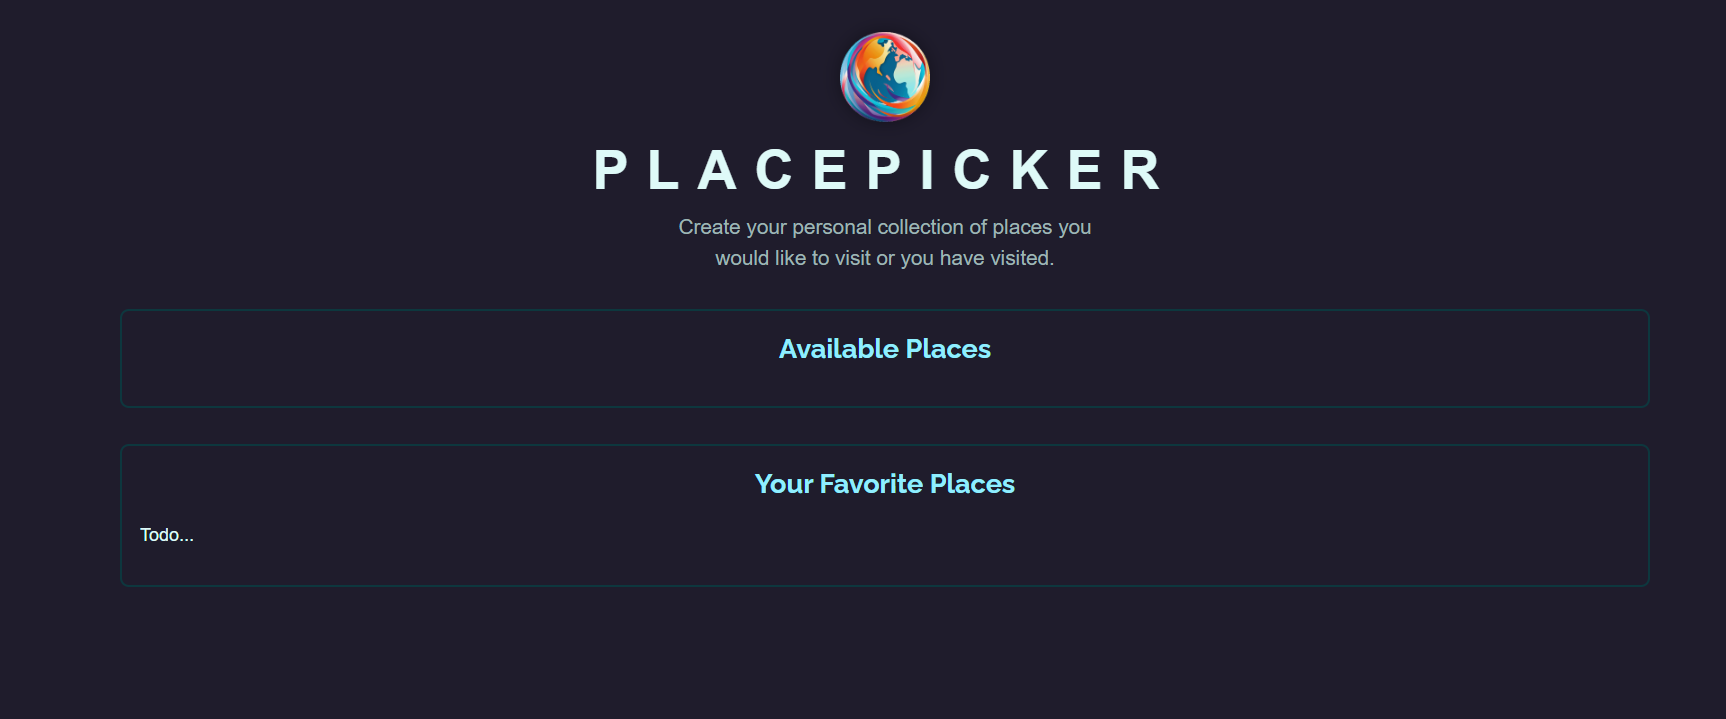 PLACEPICKER
Create your personal collection of places you
would like to visit or you have visited.
Available Places
Your Favorite Places
Todo...